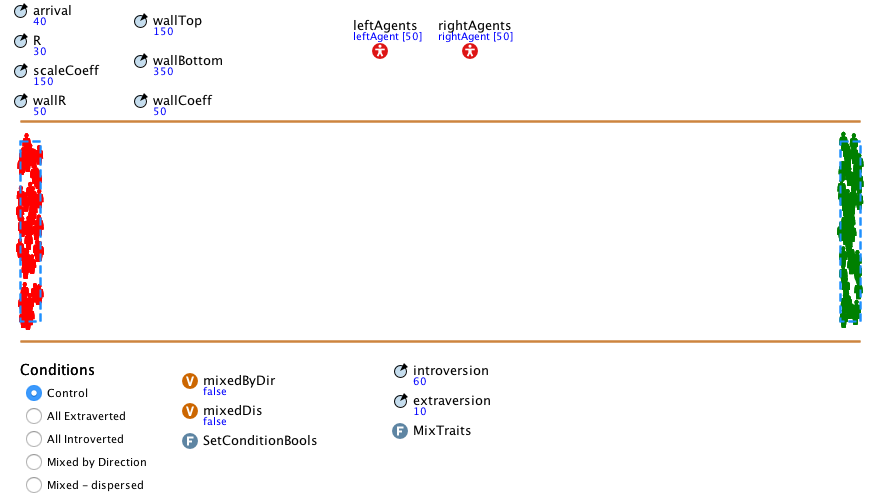 arrival
40
R
30
scaleCoeff
150
wallR
50
wallTop
150
wallBottom
350
wallCoeff
50
leftAgents
leftAgent [50]
rightAgents
rightAgent [50]
Conditions
Control
All Extraverted
All Introverted
Mixed by Direction
Mixed - dispersed
V mixedByDir
false
V mixedDis
false
F SetConditionBools
introversion
60
extraversion
10
F MixTraits